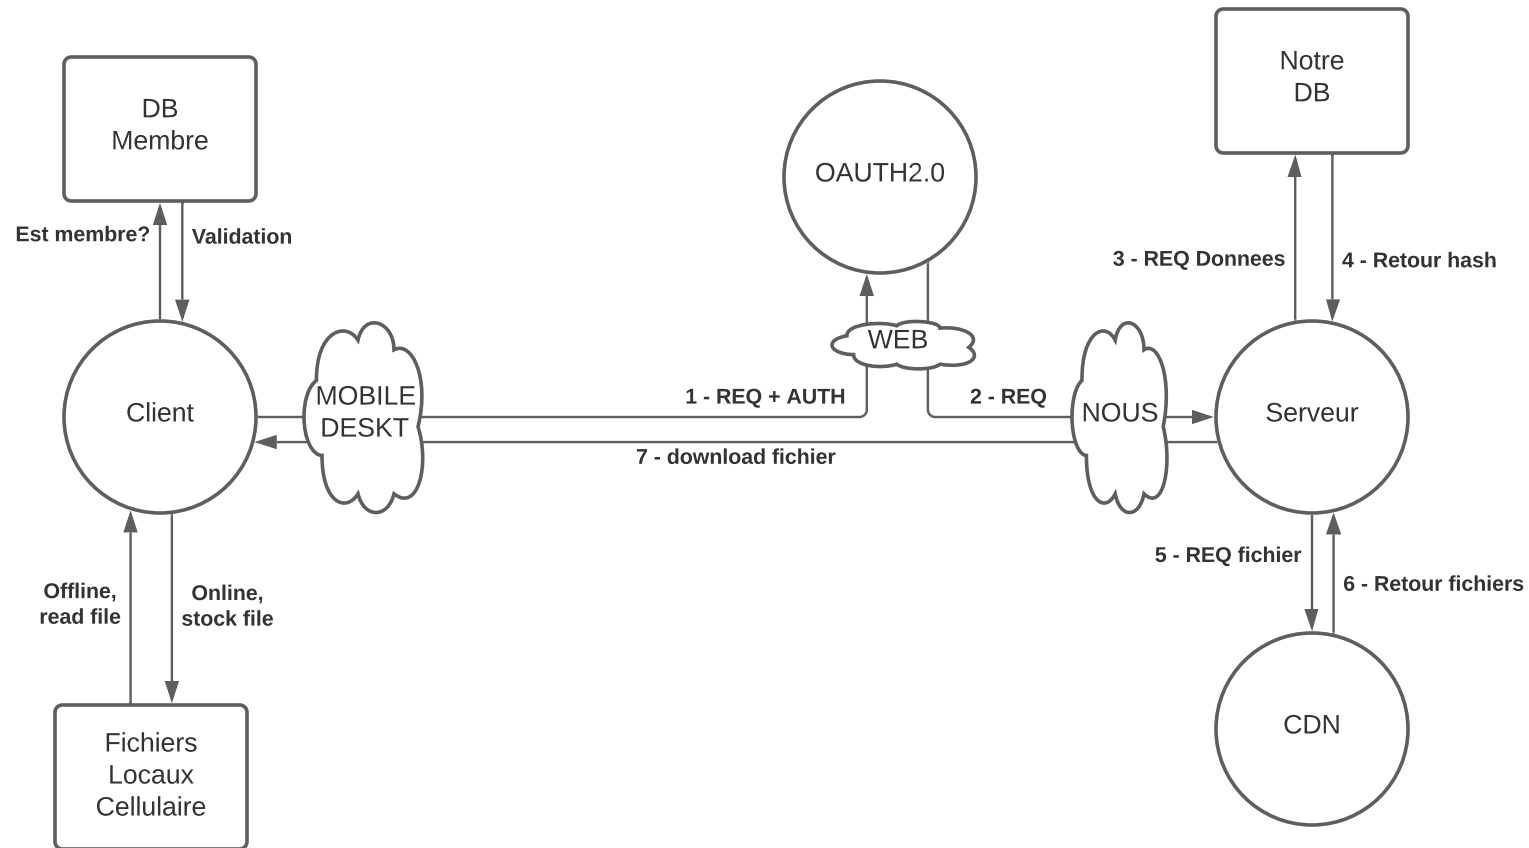 DB
Membre
Notre
DB
OAUTH2.0
Est membre?
Validation
3 - REQ Donnees
4 - Retour hash
WEB
MOBILE
DESKT
1 - REQ + AUTH
2 - REQ
Client
NOUS
Serveur
7 - download fichier
5 - REQ fichier
6 - Retour fichiers
Offline,
read file
Online,
stock file
CDN
Fichiers
Locaux
Cellulaire